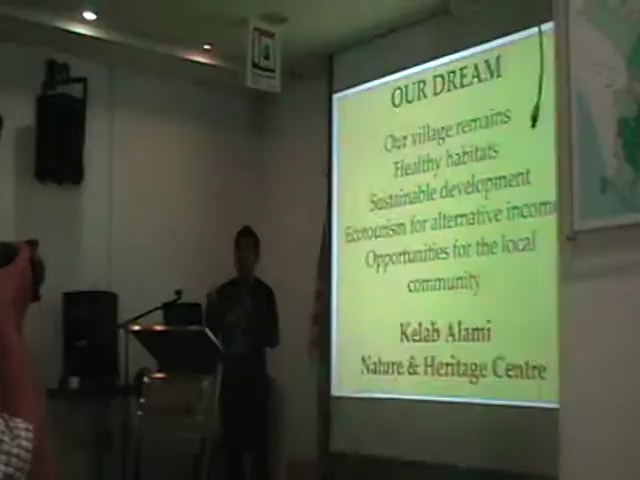 OUR DREAM
Our village remains
Healthy habitats
Sustainable development
Ecotourism for alternative income
Opportunities for the local
community
Kelab Alami
Nature & Heritage Centre